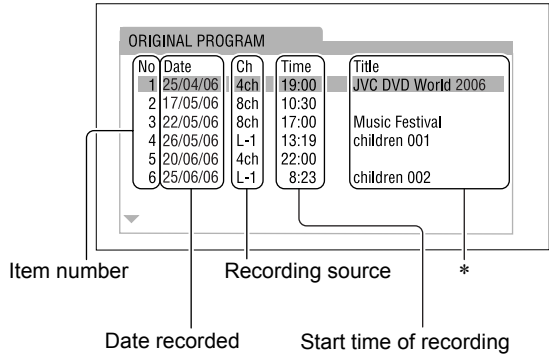 ORIGINAL PROGRAM
No Date Ch Time Title
1 25/04/06 4ch 19:00 JVC DVD World 2006
2 17/05/06 8ch 10:30
3 22/05/06 8ch 17:00 Music Festival
4 26/05/06 L-1 13:19 children 001
5 20/06/06 4ch 22:00
6 25/06/06 L-1 8:23 children 002
Item number Recording source *
Date recorded Start time of recording